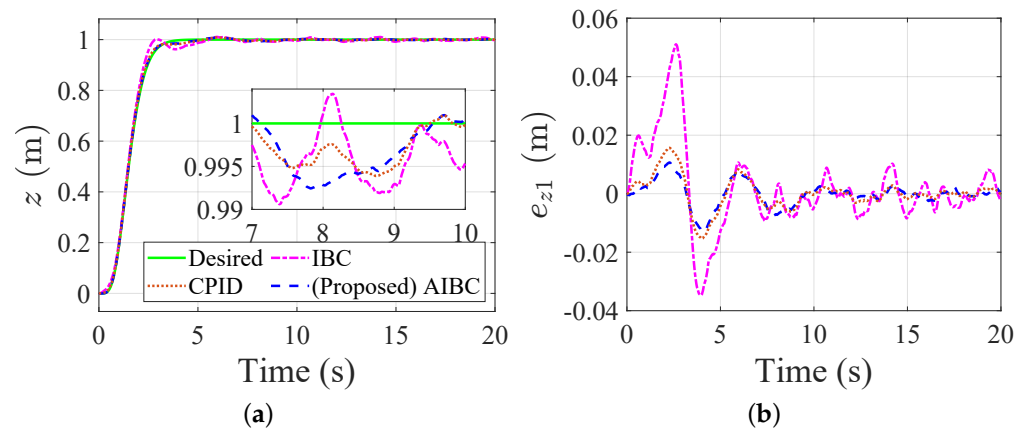 1
0.8
0.6
0.4
0.2
0
z (m)
1
0.995
0.99
7 8 9 10
Desired IBC
CPID (Proposed) AIBC
0 5 10 15 20
Time (s)
(a)
0.06
0.04
0.02
0
-0.02
-0.04
e_z1 (m)
0 5 10 15 20
Time (s)
(b)